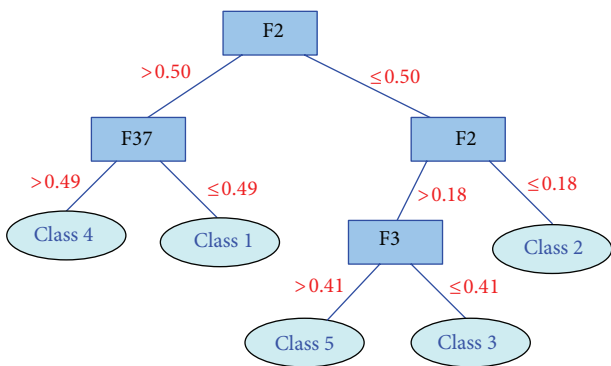 F2
>0.50
≤0.50
F37
F2
>0.49
≤0.49
>0.18
≤0.18
Class 4
Class 1
F3
Class 2
>0.41
≤0.41
Class 5
Class 3